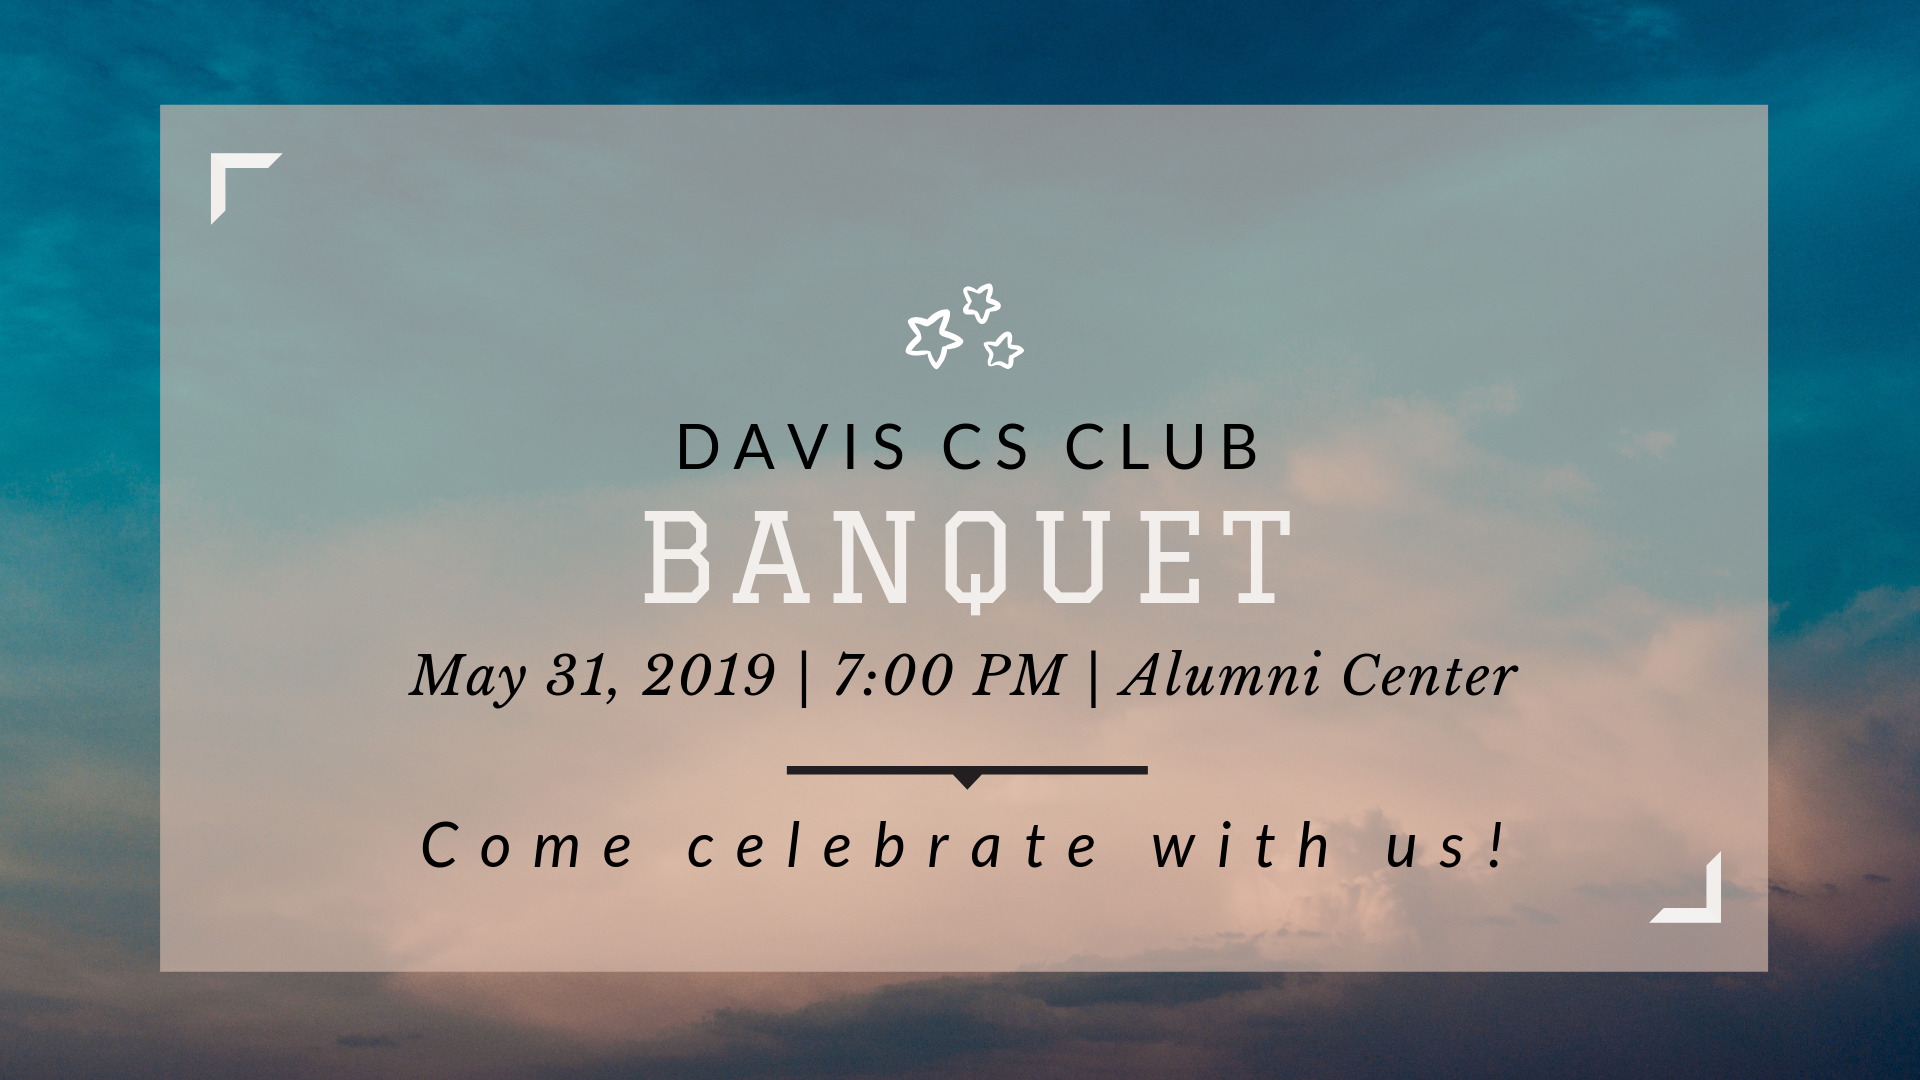 DAVIS CS CLUB
BANQUET
May 31, 2019 | 7:00 PM | Alumni Center
Come celebrate with us!